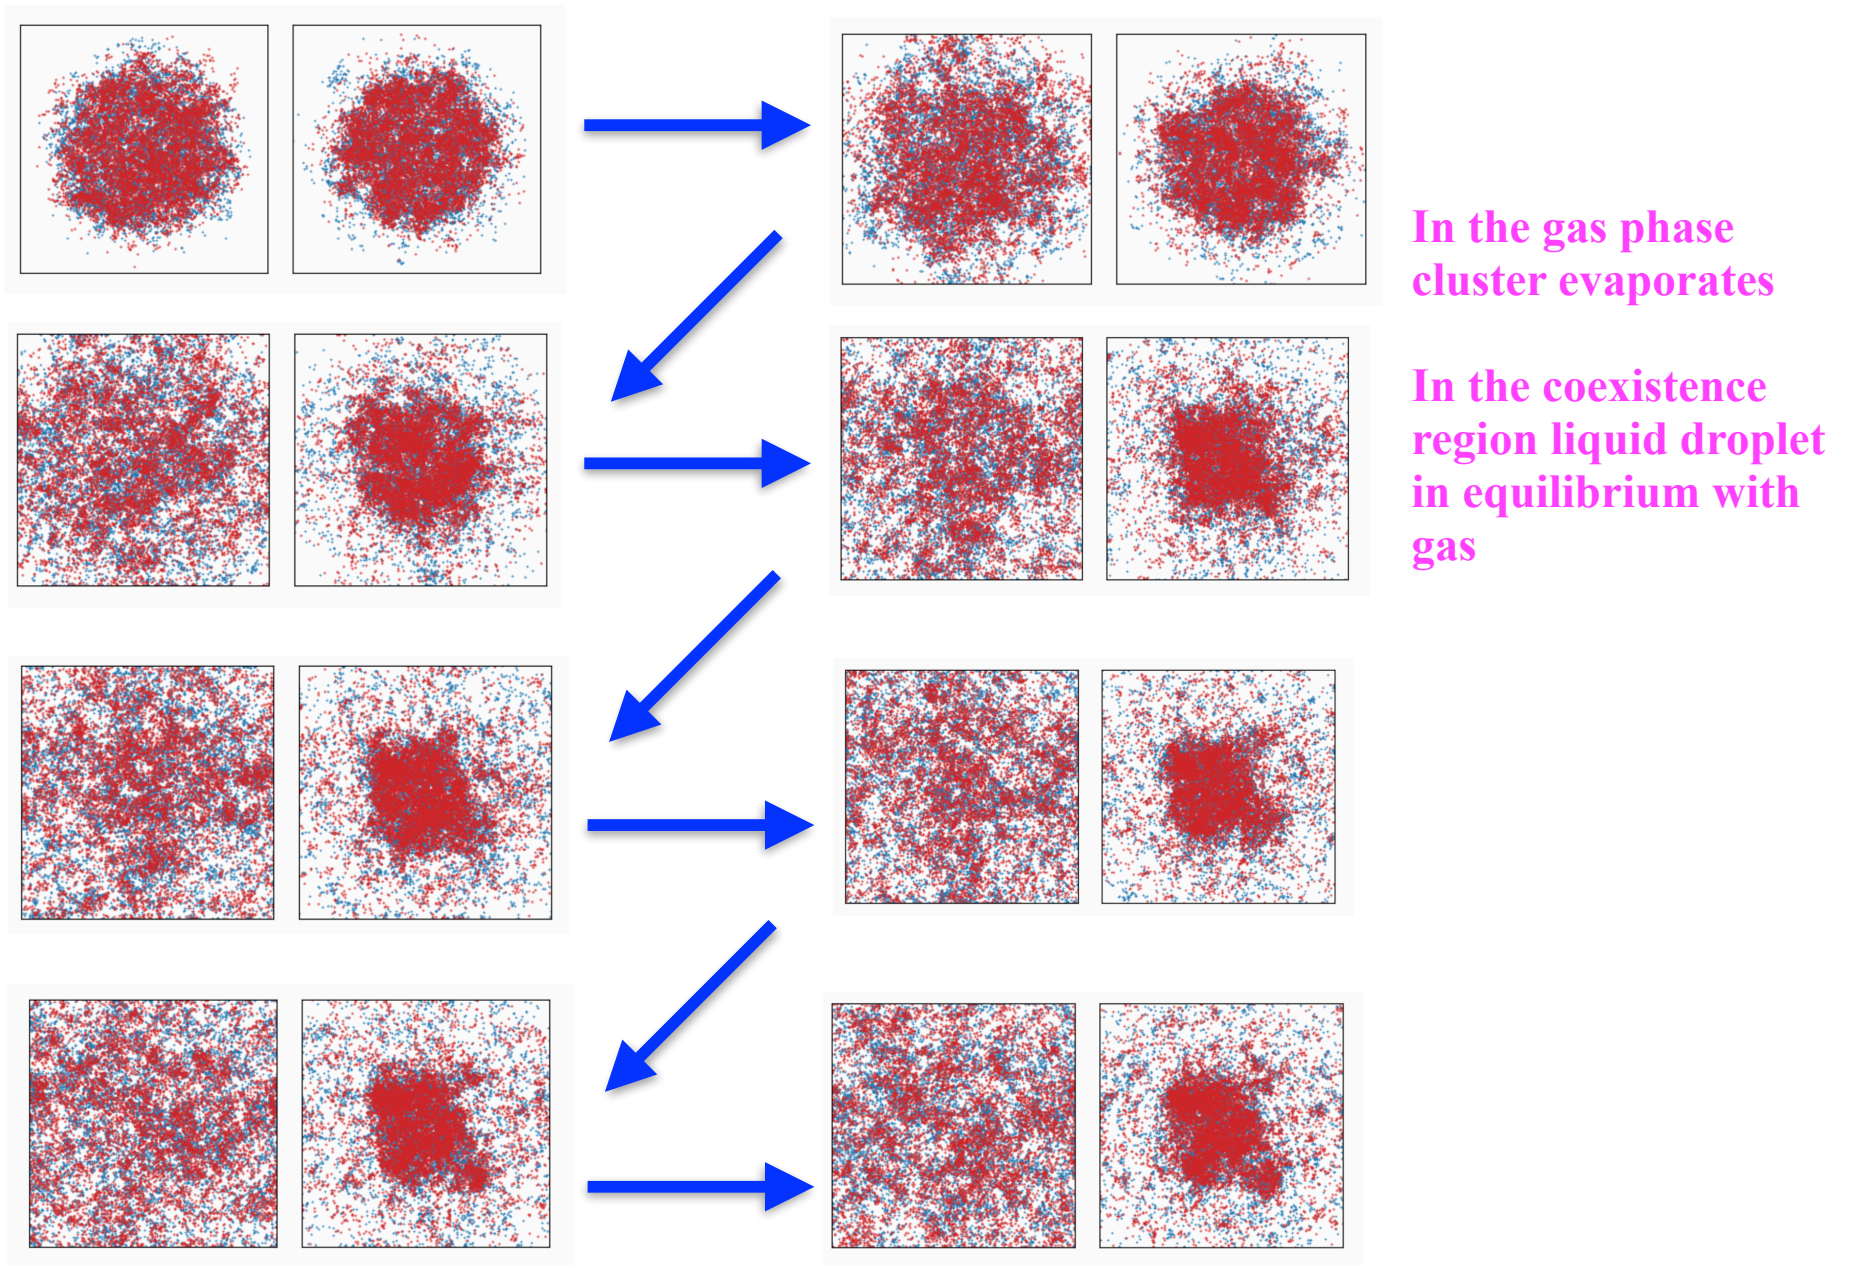 In the gas phase
cluster evaporates
In the coexistence
region liquid droplet
in equilibrium with
gas